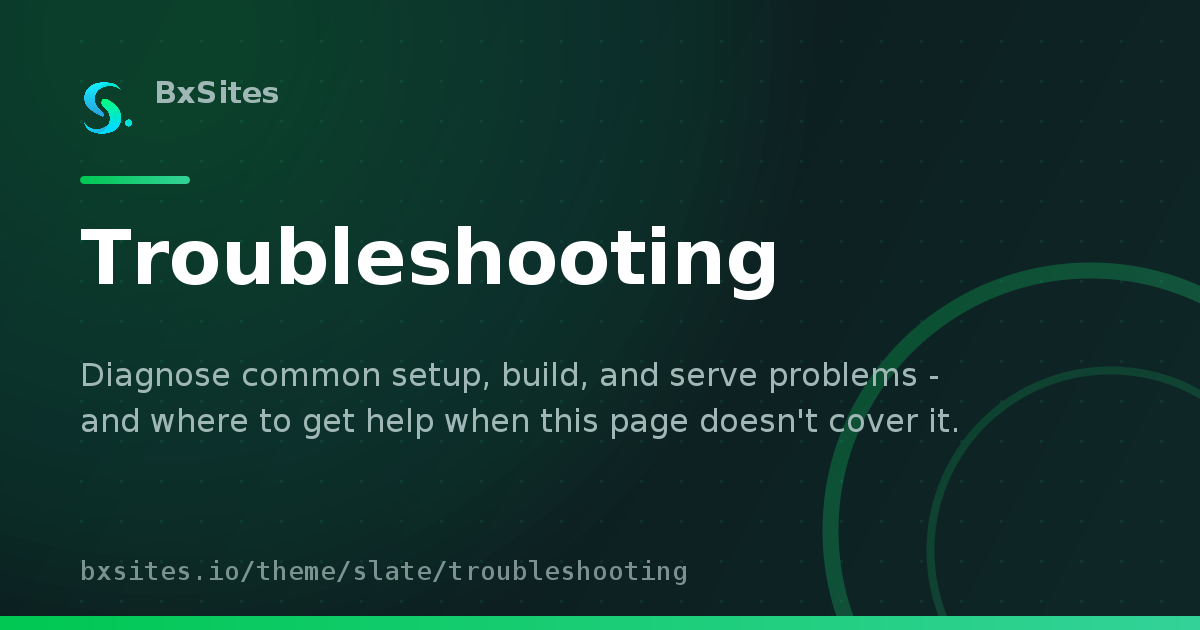 BxSites
Troubleshooting
Diagnose common setup, build, and serve problems -
and where to get help when this page doesn't cover it.
bxsites.io/theme/slate/troubleshooting